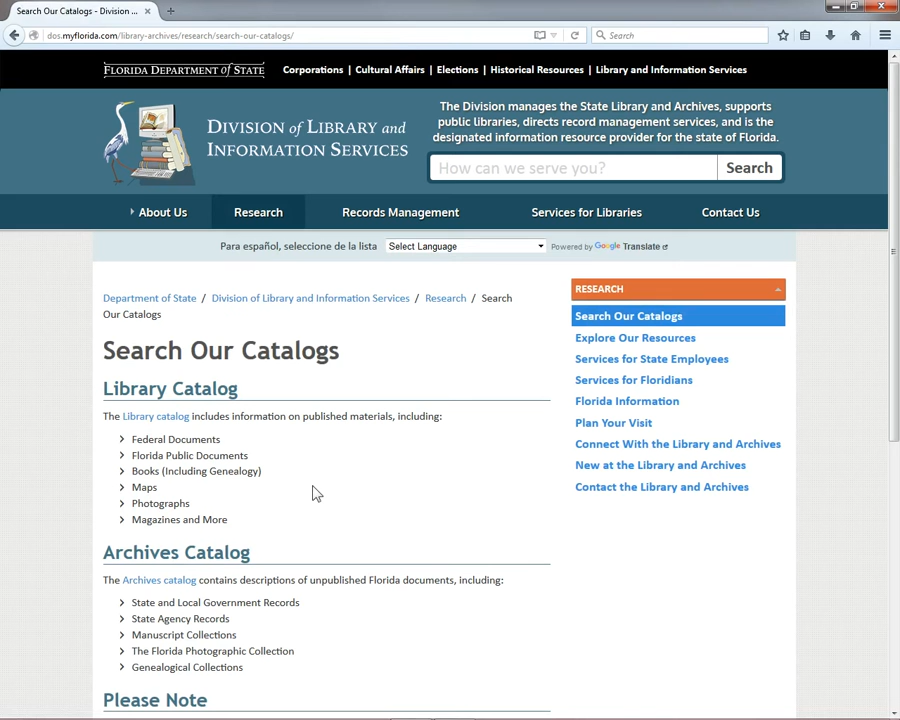 Search Our Catalogs - Division ...
dos.myflorida.com/library-archives/research/search-our-catalogs/
Search
FLORIDA DEPARTMENT of STATE
Corporations | Cultural Affairs | Elections | Historical Resources | Library and Information Services
DIVISION of LIBRARY and
INFORMATION SERVICES
The Division manages the State Library and Archives, supports
public libraries, directs record management services, and is the
designated information resource provider for the state of Florida.
How can we serve you?
Search
About Us
Research
Records Management
Services for Libraries
Contact Us
Para español, seleccione de la lista
Select Language
Powered by Google Translate
Department of State / Division of Library and Information Services / Research / Search
Our Catalogs
Search Our Catalogs
Library Catalog
The Library catalog includes information on published materials, including:
Federal Documents
Florida Public Documents
Books (Including Genealogy)
Maps
Photographs
Magazines and More
Archives Catalog
The Archives catalog contains descriptions of unpublished Florida documents, including:
State and Local Government Records
State Agency Records
Manuscript Collections
The Florida Photographic Collection
Genealogical Collections
Please Note
RESEARCH
Search Our Catalogs
Explore Our Resources
Services for State Employees
Services for Floridians
Florida Information
Plan Your Visit
Connect With the Library and Archives
New at the Library and Archives
Contact the Library and Archives